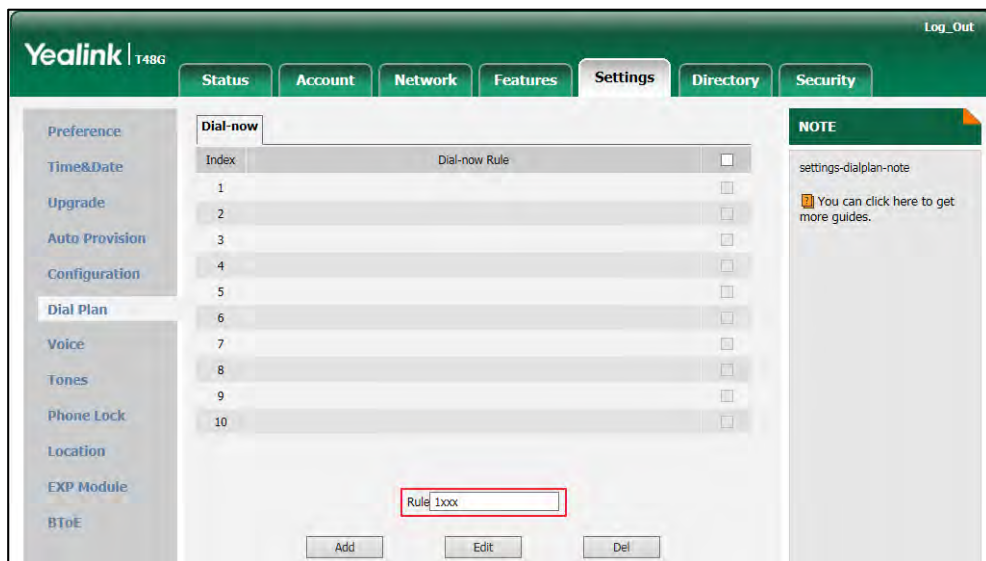 Log_Out
Yealink T48G
Status Account Network Features Settings Directory Security
Preference
Time&Date
Upgrade
Auto Provision
Configuration
Dial Plan
Voice
Tones
Phone Lock
Location
EXP Module
BToE
Dial-now
Index Dial-now Rule
1
2
3
4
5
6
7
8
9
10
Rule 1xxx
Add Edit Del
NOTE
settings-dialplan-note
You can click here to get
more guides.